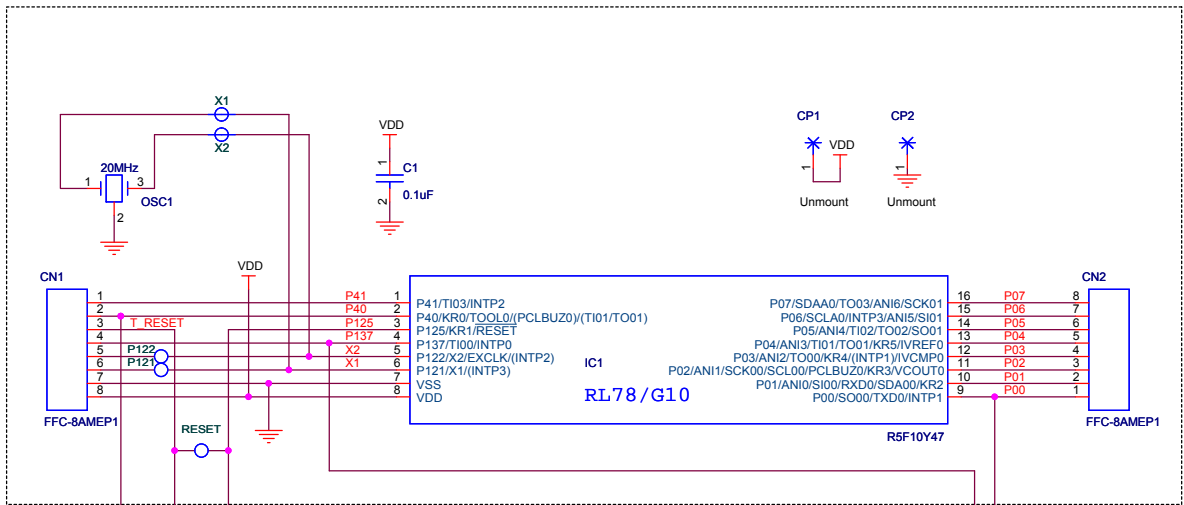 X1
X2
20MHz
1
3
OSC1
2
VDD
1
C1
0.1uF
2
CP1
VDD
1
Unmount
CP2
1
Unmount
VDD
CN1
1
2
3
4
5
6
7
8
FFC-8AMEP1
T_RESET
P122
P121
RESET
P41 1 P41/TI03/INTP2
P40 2 P40/KR0/TOOL0/(PCLBUZ0)/(TI01/TO01)
P125 3 P125/KR1/RESET
P137 4 P137/TI00/INTP0
X2 5 P122/X2/EXCLK/(INTP2)
X1 6 P121/X1/(INTP3)
7 VSS
8 VDD
IC1
RL78/G10
R5F10Y47
P07/SDAA0/TO03/ANI6/SCK01 16 P07 8
P06/SCLA0/INTP3/ANI5/SI01 15 P06 7
P05/ANI4/TI02/TO02/SO01 14 P05 6
P04/ANI3/TI01/TO01/KR5/IVREF0 13 P04 5
P03/ANI2/TO00/KR4/(INTP1)/IVCMP0 12 P03 4
P02/ANI1/SCK00/SCL00/PCLBUZ0/KR3/VCOUT0 11 P02 3
P01/ANI0/SI00/RXD0/SDA00/KR2 10 P01 2
P00/SO00/TXD0/INTP1 9 P00 1
CN2
FFC-8AMEP1